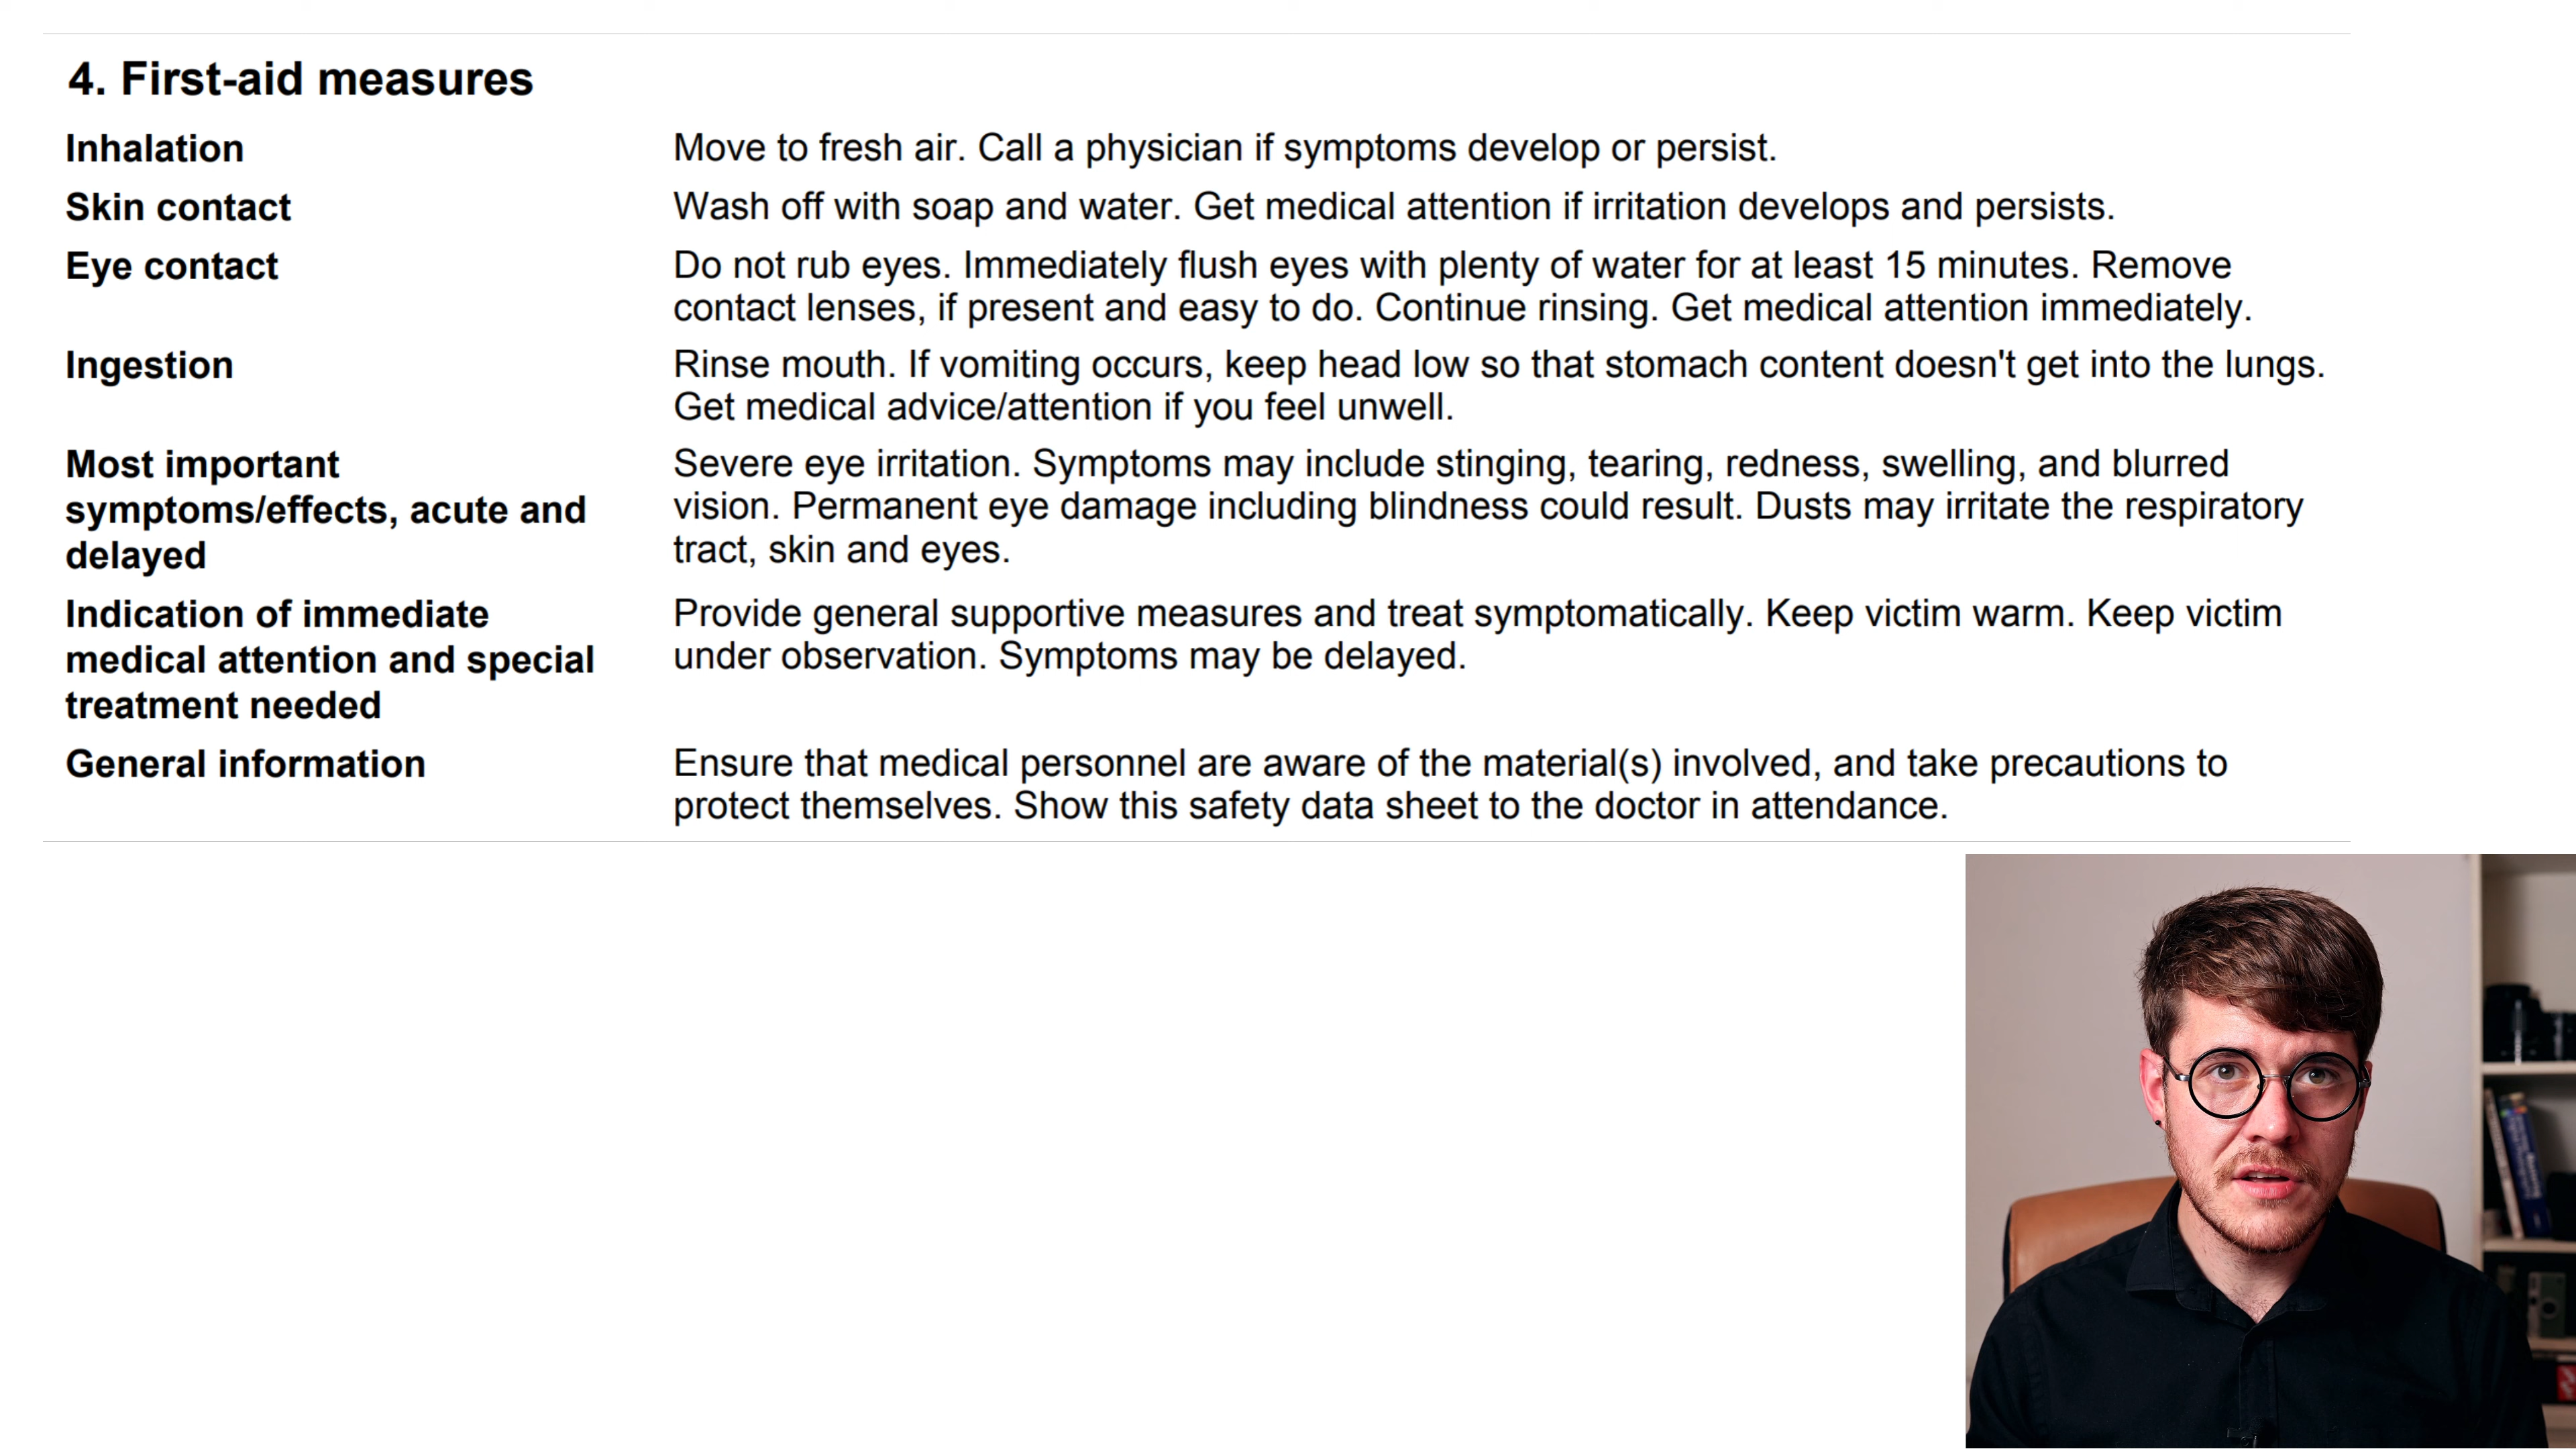 4. First-aid measures
Inhalation
Move to fresh air. Call a physician if symptoms develop or persist.
Skin contact
Wash off with soap and water. Get medical attention if irritation develops and persists.
Eye contact
Do not rub eyes. Immediately flush eyes with plenty of water for at least 15 minutes. Remove
contact lenses, if present and easy to do. Continue rinsing. Get medical attention immediately.
Ingestion
Rinse mouth. If vomiting occurs, keep head low so that stomach content doesn't get into the lungs.
Get medical advice/attention if you feel unwell.
Most important
symptoms/effects, acute and
delayed
Severe eye irritation. Symptoms may include stinging, tearing, redness, swelling, and blurred
vision. Permanent eye damage including blindness could result. Dusts may irritate the respiratory
tract, skin and eyes.
Indication of immediate
medical attention and special
treatment needed
Provide general supportive measures and treat symptomatically. Keep victim warm. Keep victim
under observation. Symptoms may be delayed.
General information
Ensure that medical personnel are aware of the material(s) involved, and take precautions to
protect themselves. Show this safety data sheet to the doctor in attendance.